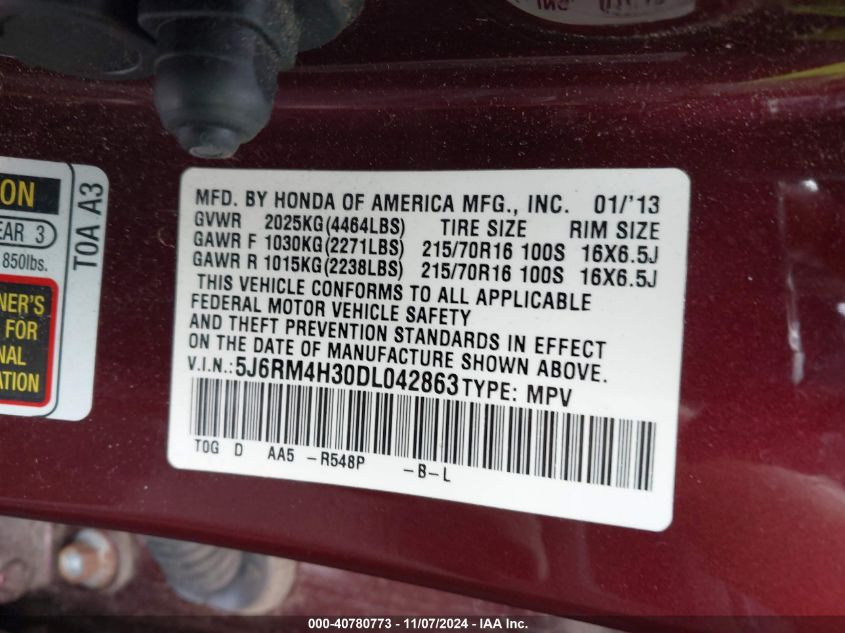 MFD. BY HONDA OF AMERICA MFG., INC. 01/'13
GVWR 2025KG(4464LBS) TIRE SIZE RIM SIZE
GAWR F 1030KG(2271LBS) 215/70R16 100S 16X6.5J
GAWR R 1015KG(2238LBS) 215/70R16 100S 16X6.5J
THIS VEHICLE CONFORMS TO ALL APPLICABLE
FEDERAL MOTOR VEHICLE SAFETY
AND THEFT PREVENTION STANDARDS IN EFFECT
ON THE DATE OF MANUFACTURE SHOWN ABOVE.
V.I.N.: 5J6RM4H30DL042863 TYPE: MPV
T0G D AA5 -R548P -B-L
ON
EAR 3
850lbs.
NER'S
FOR
NAL
ATION
T0A A3
000-40780773 - 11/07/2024 - IAA Inc.